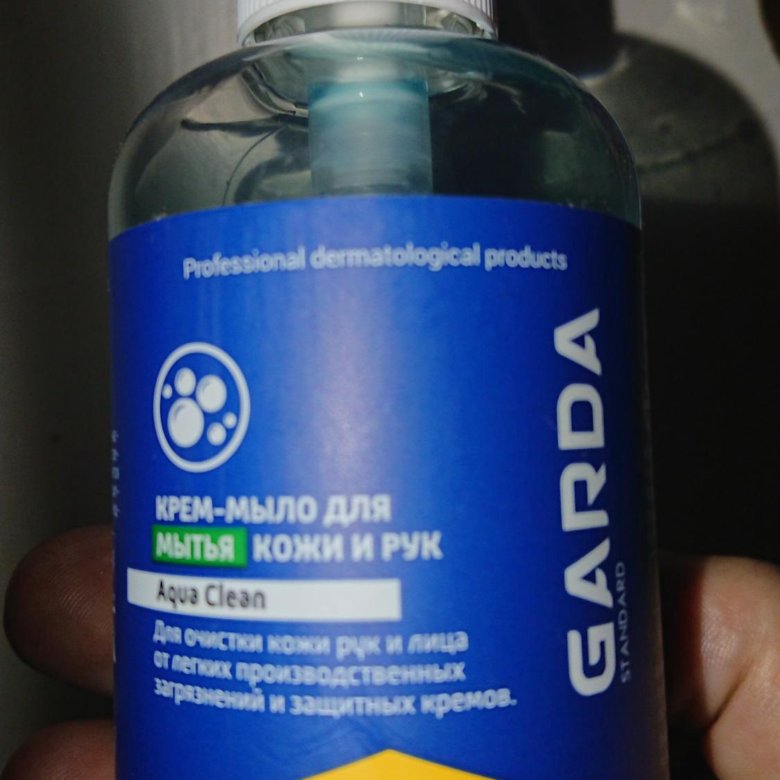 Professional dermatological products
GARDA
STANDARD
КРЕМ-МЫЛО ДЛЯ
МЫТЬЯ КОЖИ И РУК
Aqua Clean
Для очистки кожи рук и лица
от легких производственных
загрязнений и защитных кремов.